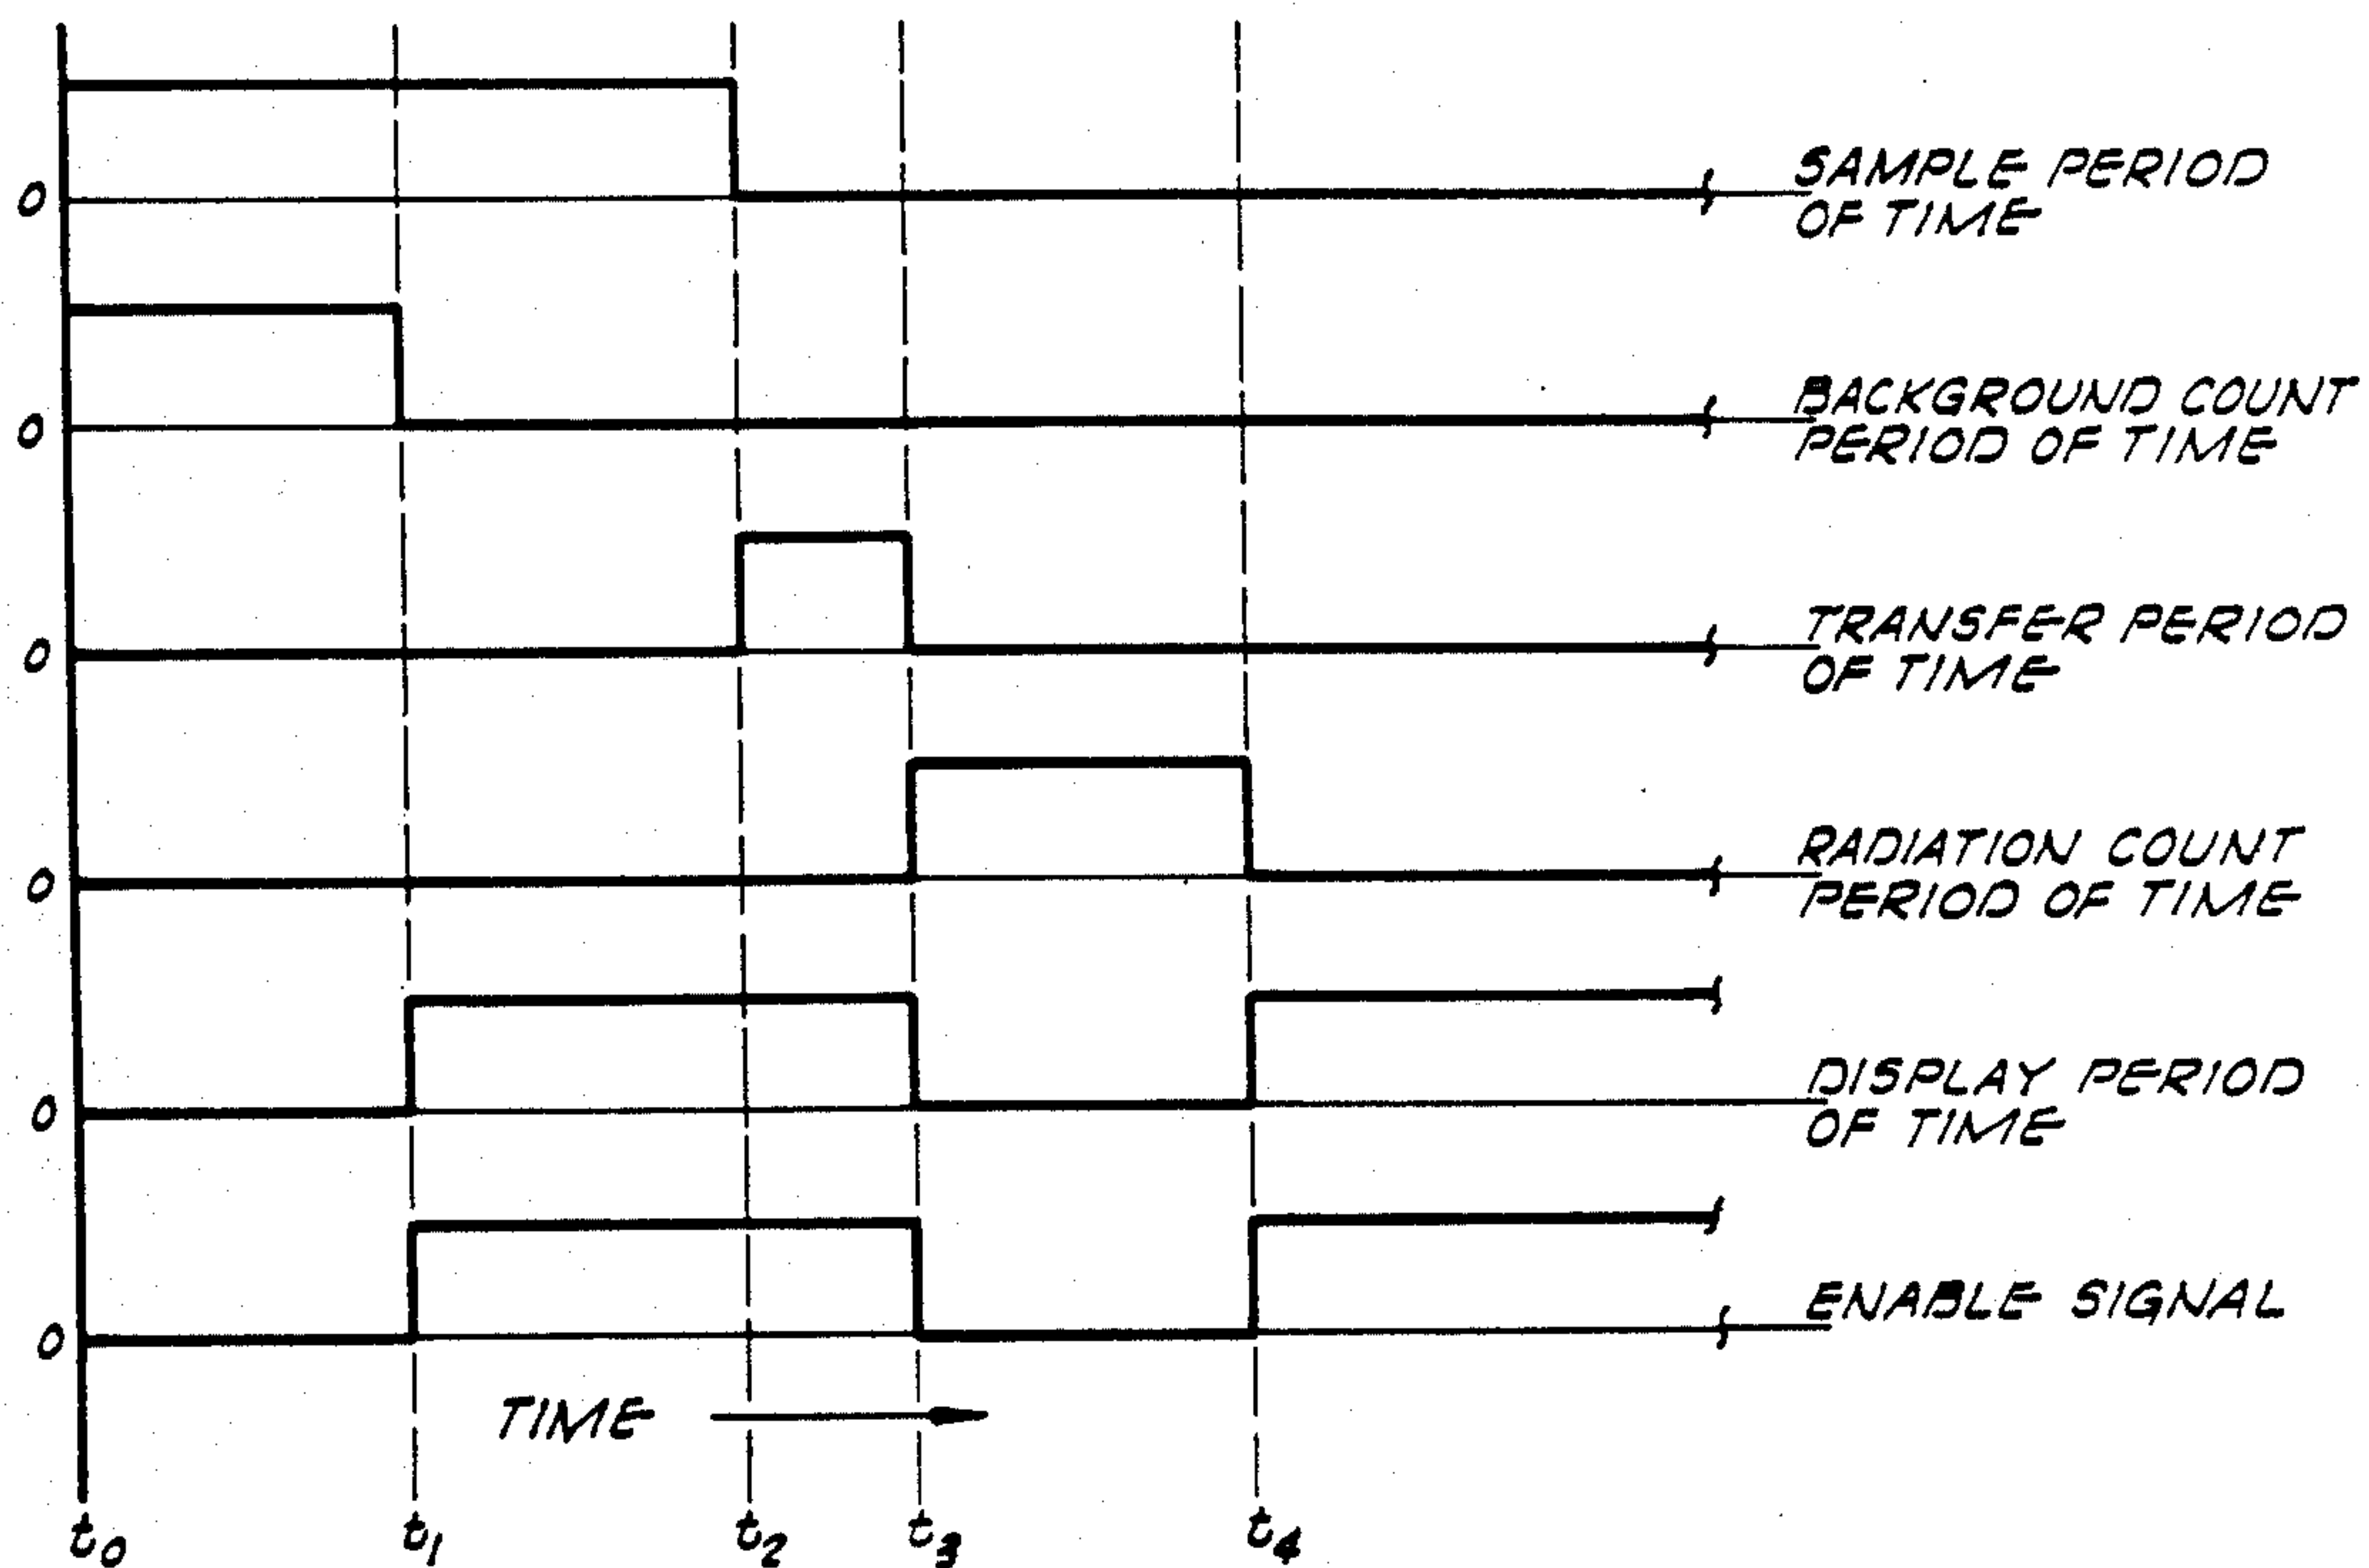 0
SAMPLE PERIOD
OF TIME
0
BACKGROUND COUNT
PERIOD OF TIME
0
TRANSFER PERIOD
OF TIME
0
RADIATION COUNT
PERIOD OF TIME
0
DISPLAY PERIOD
OF TIME
0
ENABLE SIGNAL
TIME
t0 t1 t2 t3 t4